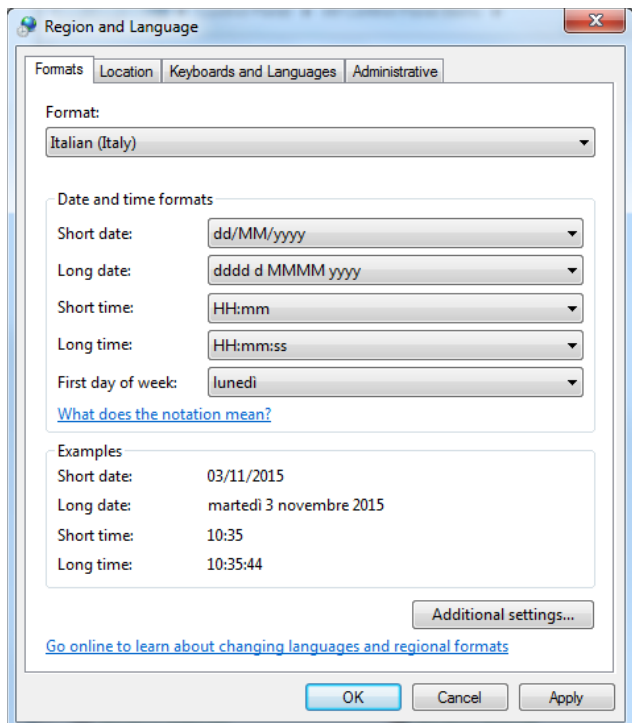 Region and Language
Formats Location Keyboards and Languages Administrative
Format:
Italian (Italy)
Date and time formats
Short date: dd/MM/yyyy
Long date: dddd d MMMM yyyy
Short time: HH:mm
Long time: HH:mm:ss
First day of week: lunedì
What does the notation mean?
Examples
Short date: 03/11/2015
Long date: martedì 3 novembre 2015
Short time: 10:35
Long time: 10:35:44
Additional settings...
Go online to learn about changing languages and regional formats
OK Cancel Apply